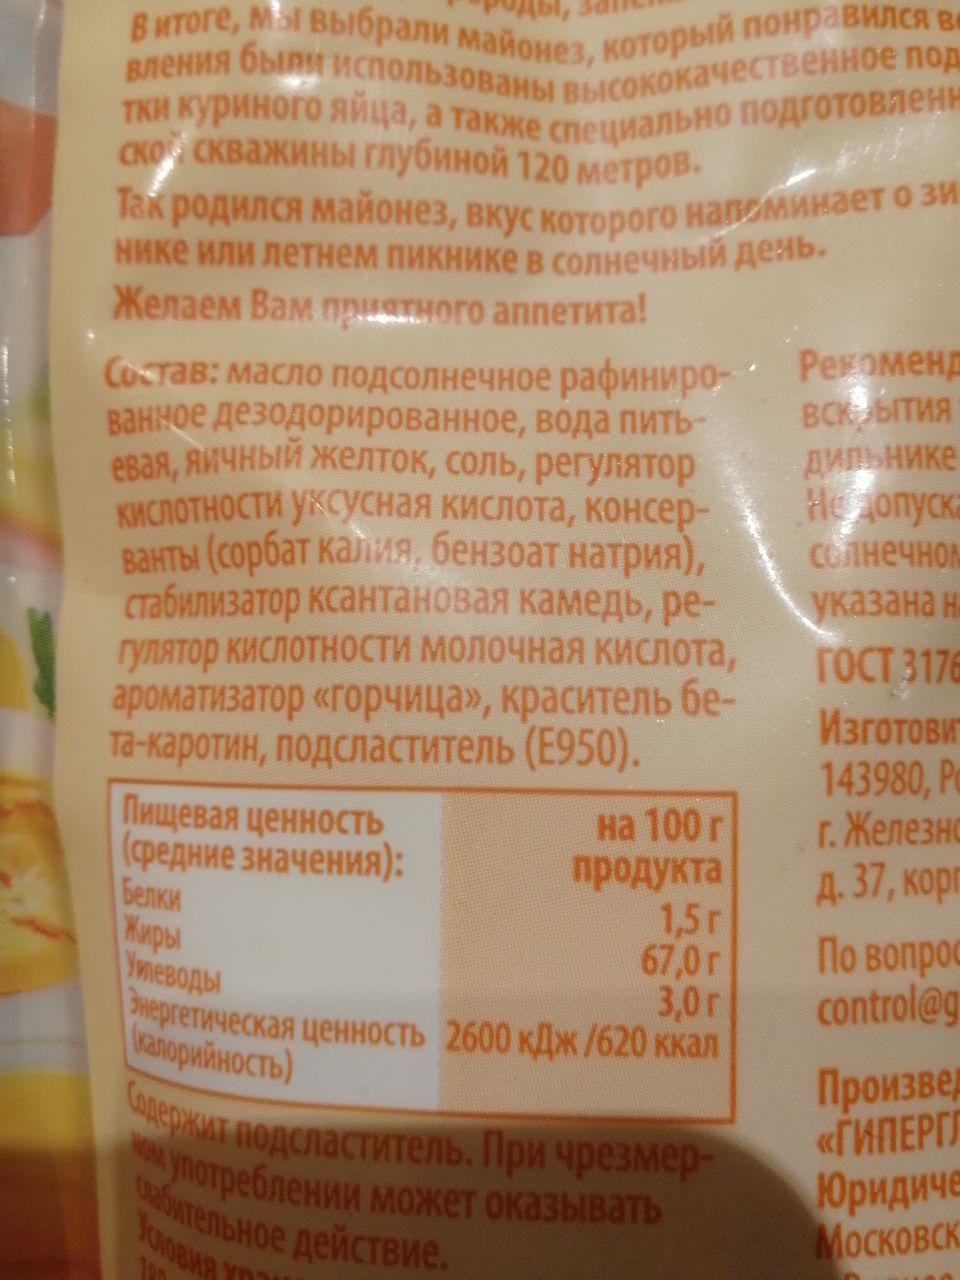 В итоге, мы выбрали майонез, который понравился
вления были использованы высококачественное
тки куриного яйца, а также специально
ской скважины глубиной 120 метров.
Так родился майонез, вкус которого напоминает о
нике или летнем пикнике в солнечный день.
Желаем Вам приятного аппетита!
Состав: масло подсолнечное рафиниро-
ванное дезодорированное, вода пить-
евая, яичный желток, соль, регулятор
кислотности уксусная кислота, консер-
ванты (сорбат калия, бензоат натрия),
стабилизатор ксантановая камедь, ре-
гулятор кислотности молочная кислота,
ароматизатор «горчица», краситель бе-
та-каротин, подсластитель (Е950).
Пищевая ценность
(средние значения):
на 100 г
продукта
Белки 1,5 г
Жиры 67,0 г
Углеводы 3,0 г
Энергетическая ценность 2600 кДж /620 ккал
(калорийность)
Содержит подсластитель. При чрезмер-
ном употреблении может оказывать
слабительное действие.
Условия
Рекоменд
вскрытия
дильнике
Не допуска
солнечном
указана
ГОСТ 3176
Изготовит
143980,
г. Железно
д. 37, корп
По вопрос
control@g
Произвед
«ГИПЕРГЛ
Юридиче
Московск